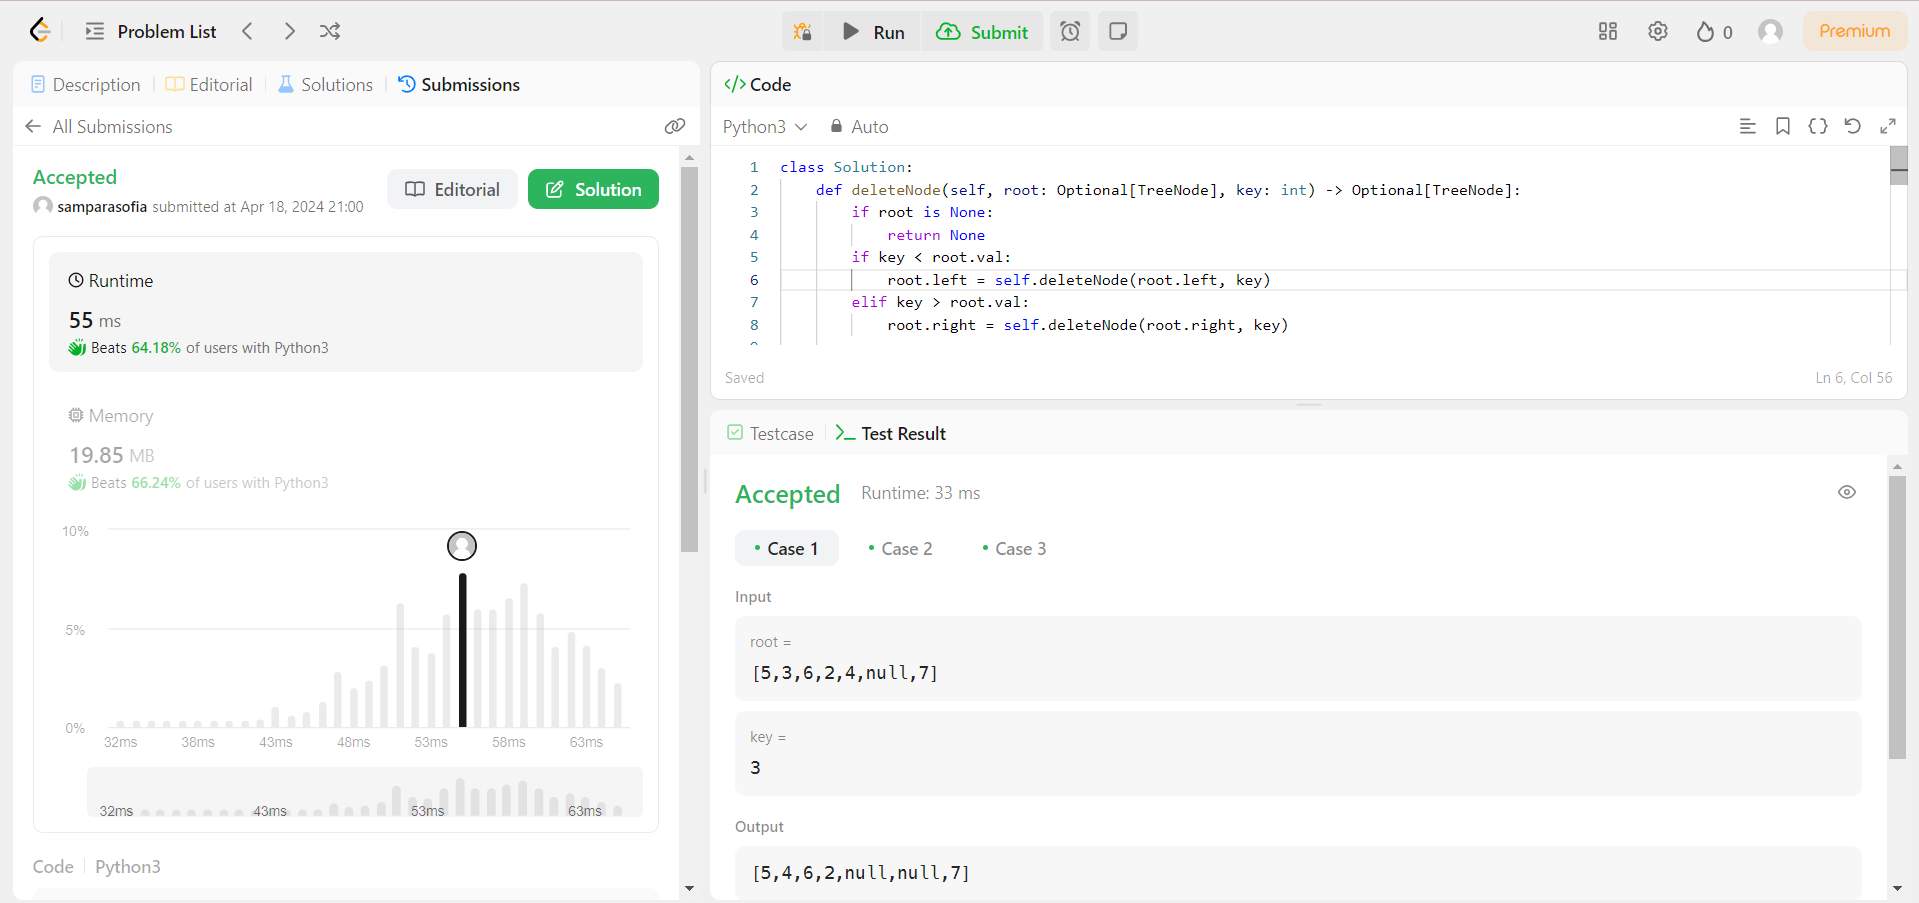 Problem List
Run
Submit
0
Premium
Description
Editorial
Solutions
Submissions
All Submissions
Accepted
samparasofia submitted at Apr 18, 2024 21:00
Editorial
Solution
Runtime
55 ms
Beats 64.18% of users with Python3
Memory
19.85 MB
Beats 66.24% of users with Python3
10%
5%
0%
32ms 38ms 43ms 48ms 53ms 58ms 63ms
32ms 43ms 53ms 63ms
Code Python3
</> Code
Python3 Auto
1 class Solution:
2 def deleteNode(self, root: Optional[TreeNode], key: int) -> Optional[TreeNode]:
3 if root is None:
4 return None
5 if key < root.val:
6 root.left = self.deleteNode(root.left, key)
7 elif key > root.val:
8 root.right = self.deleteNode(root.right, key)
Saved
Ln 6, Col 56
Testcase
Test Result
Accepted Runtime: 33 ms
• Case 1 • Case 2 • Case 3
Input
root =
[5,3,6,2,4,null,7]
key =
3
Output
[5,4,6,2,null,null,7]